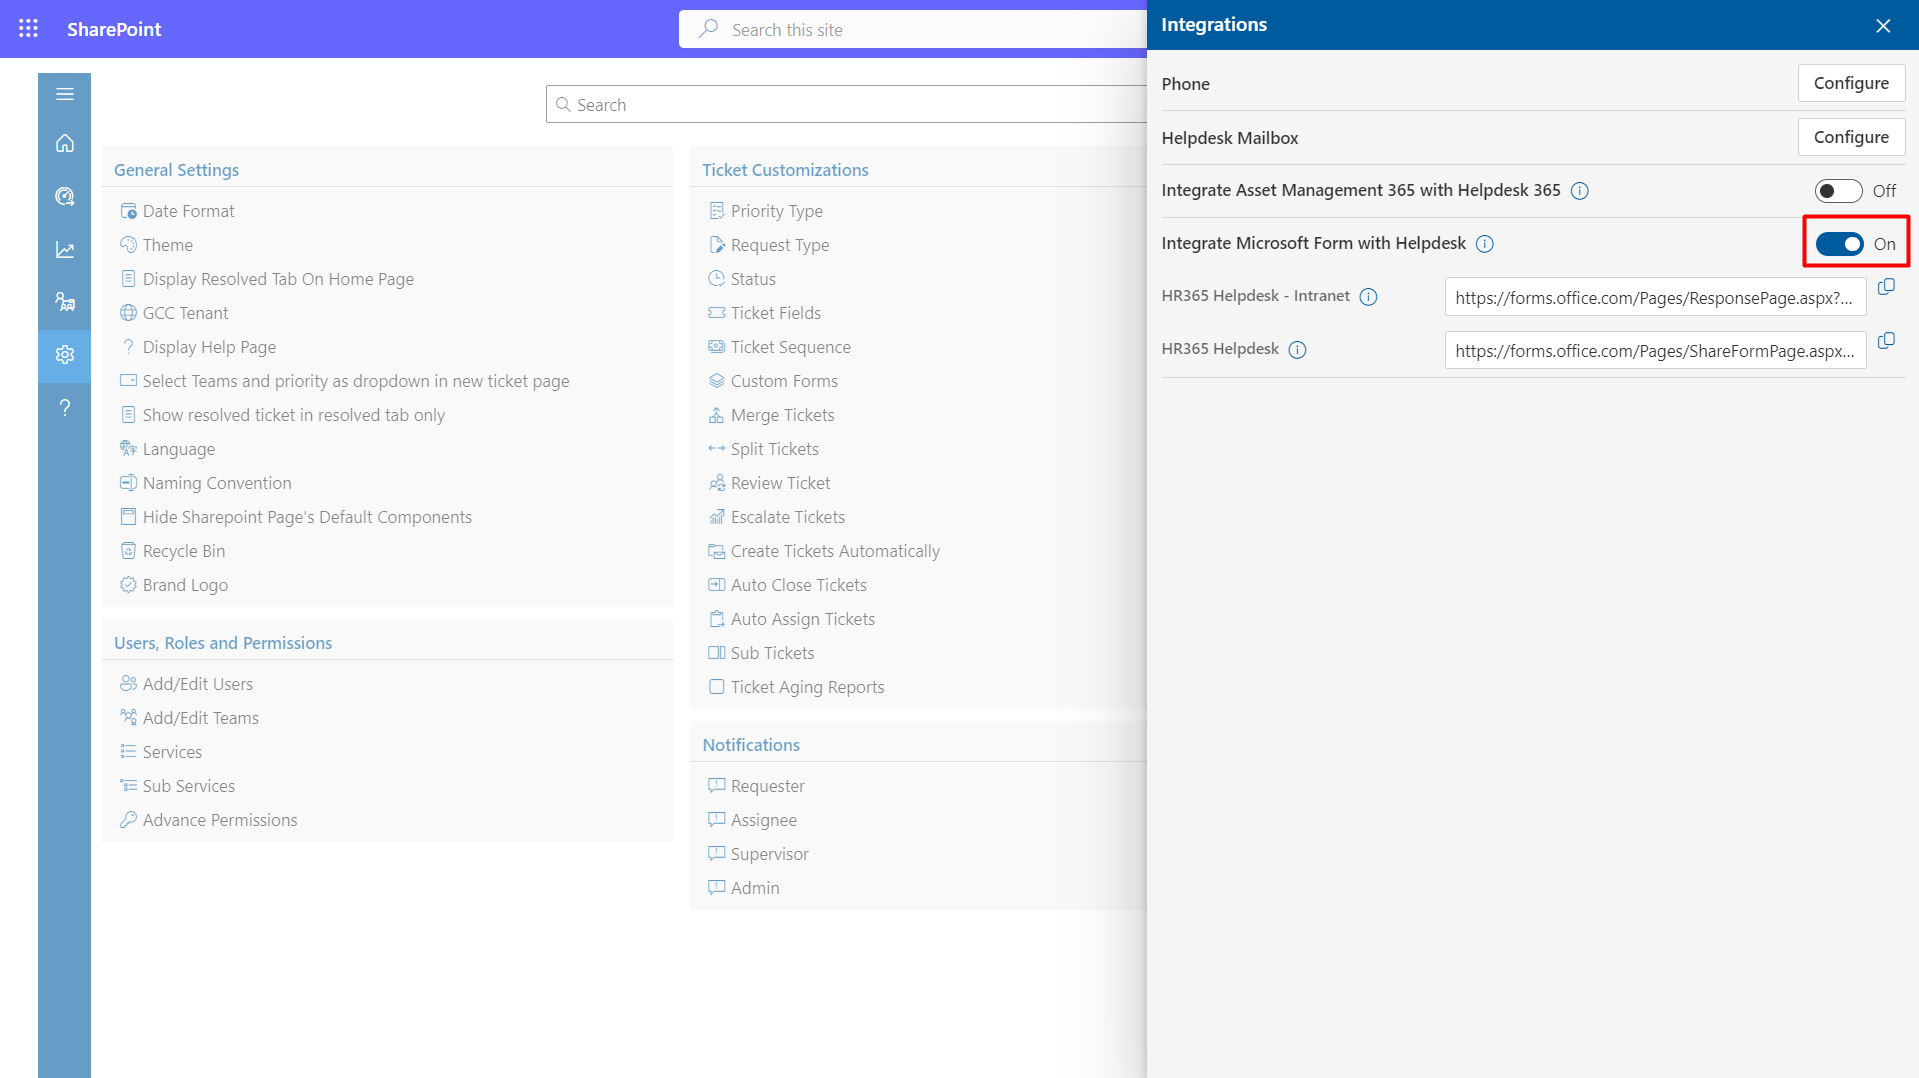 SharePoint
Search this site
Search
General Settings
Date Format
Theme
Display Resolved Tab On Home Page
GCC Tenant
Display Help Page
Select Teams and priority as dropdown in new ticket page
Show resolved ticket in resolved tab only
Language
Naming Convention
Hide Sharepoint Page's Default Components
Recycle Bin
Brand Logo
Users, Roles and Permissions
Add/Edit Users
Add/Edit Teams
Services
Sub Services
Advance Permissions
Ticket Customizations
Priority Type
Request Type
Status
Ticket Fields
Ticket Sequence
Custom Forms
Merge Tickets
Split Tickets
Review Ticket
Escalate Tickets
Create Tickets Automatically
Auto Close Tickets
Auto Assign Tickets
Sub Tickets
Ticket Aging Reports
Notifications
Requester
Assignee
Supervisor
Admin
Integrations
Phone
Configure
Helpdesk Mailbox
Configure
Integrate Asset Management 365 with Helpdesk 365
Off
Integrate Microsoft Form with Helpdesk
On
HR365 Helpdesk - Intranet
https://forms.office.com/Pages/ResponsePage.aspx?...
HR365 Helpdesk
https://forms.office.com/Pages/ShareFormPage.aspx...